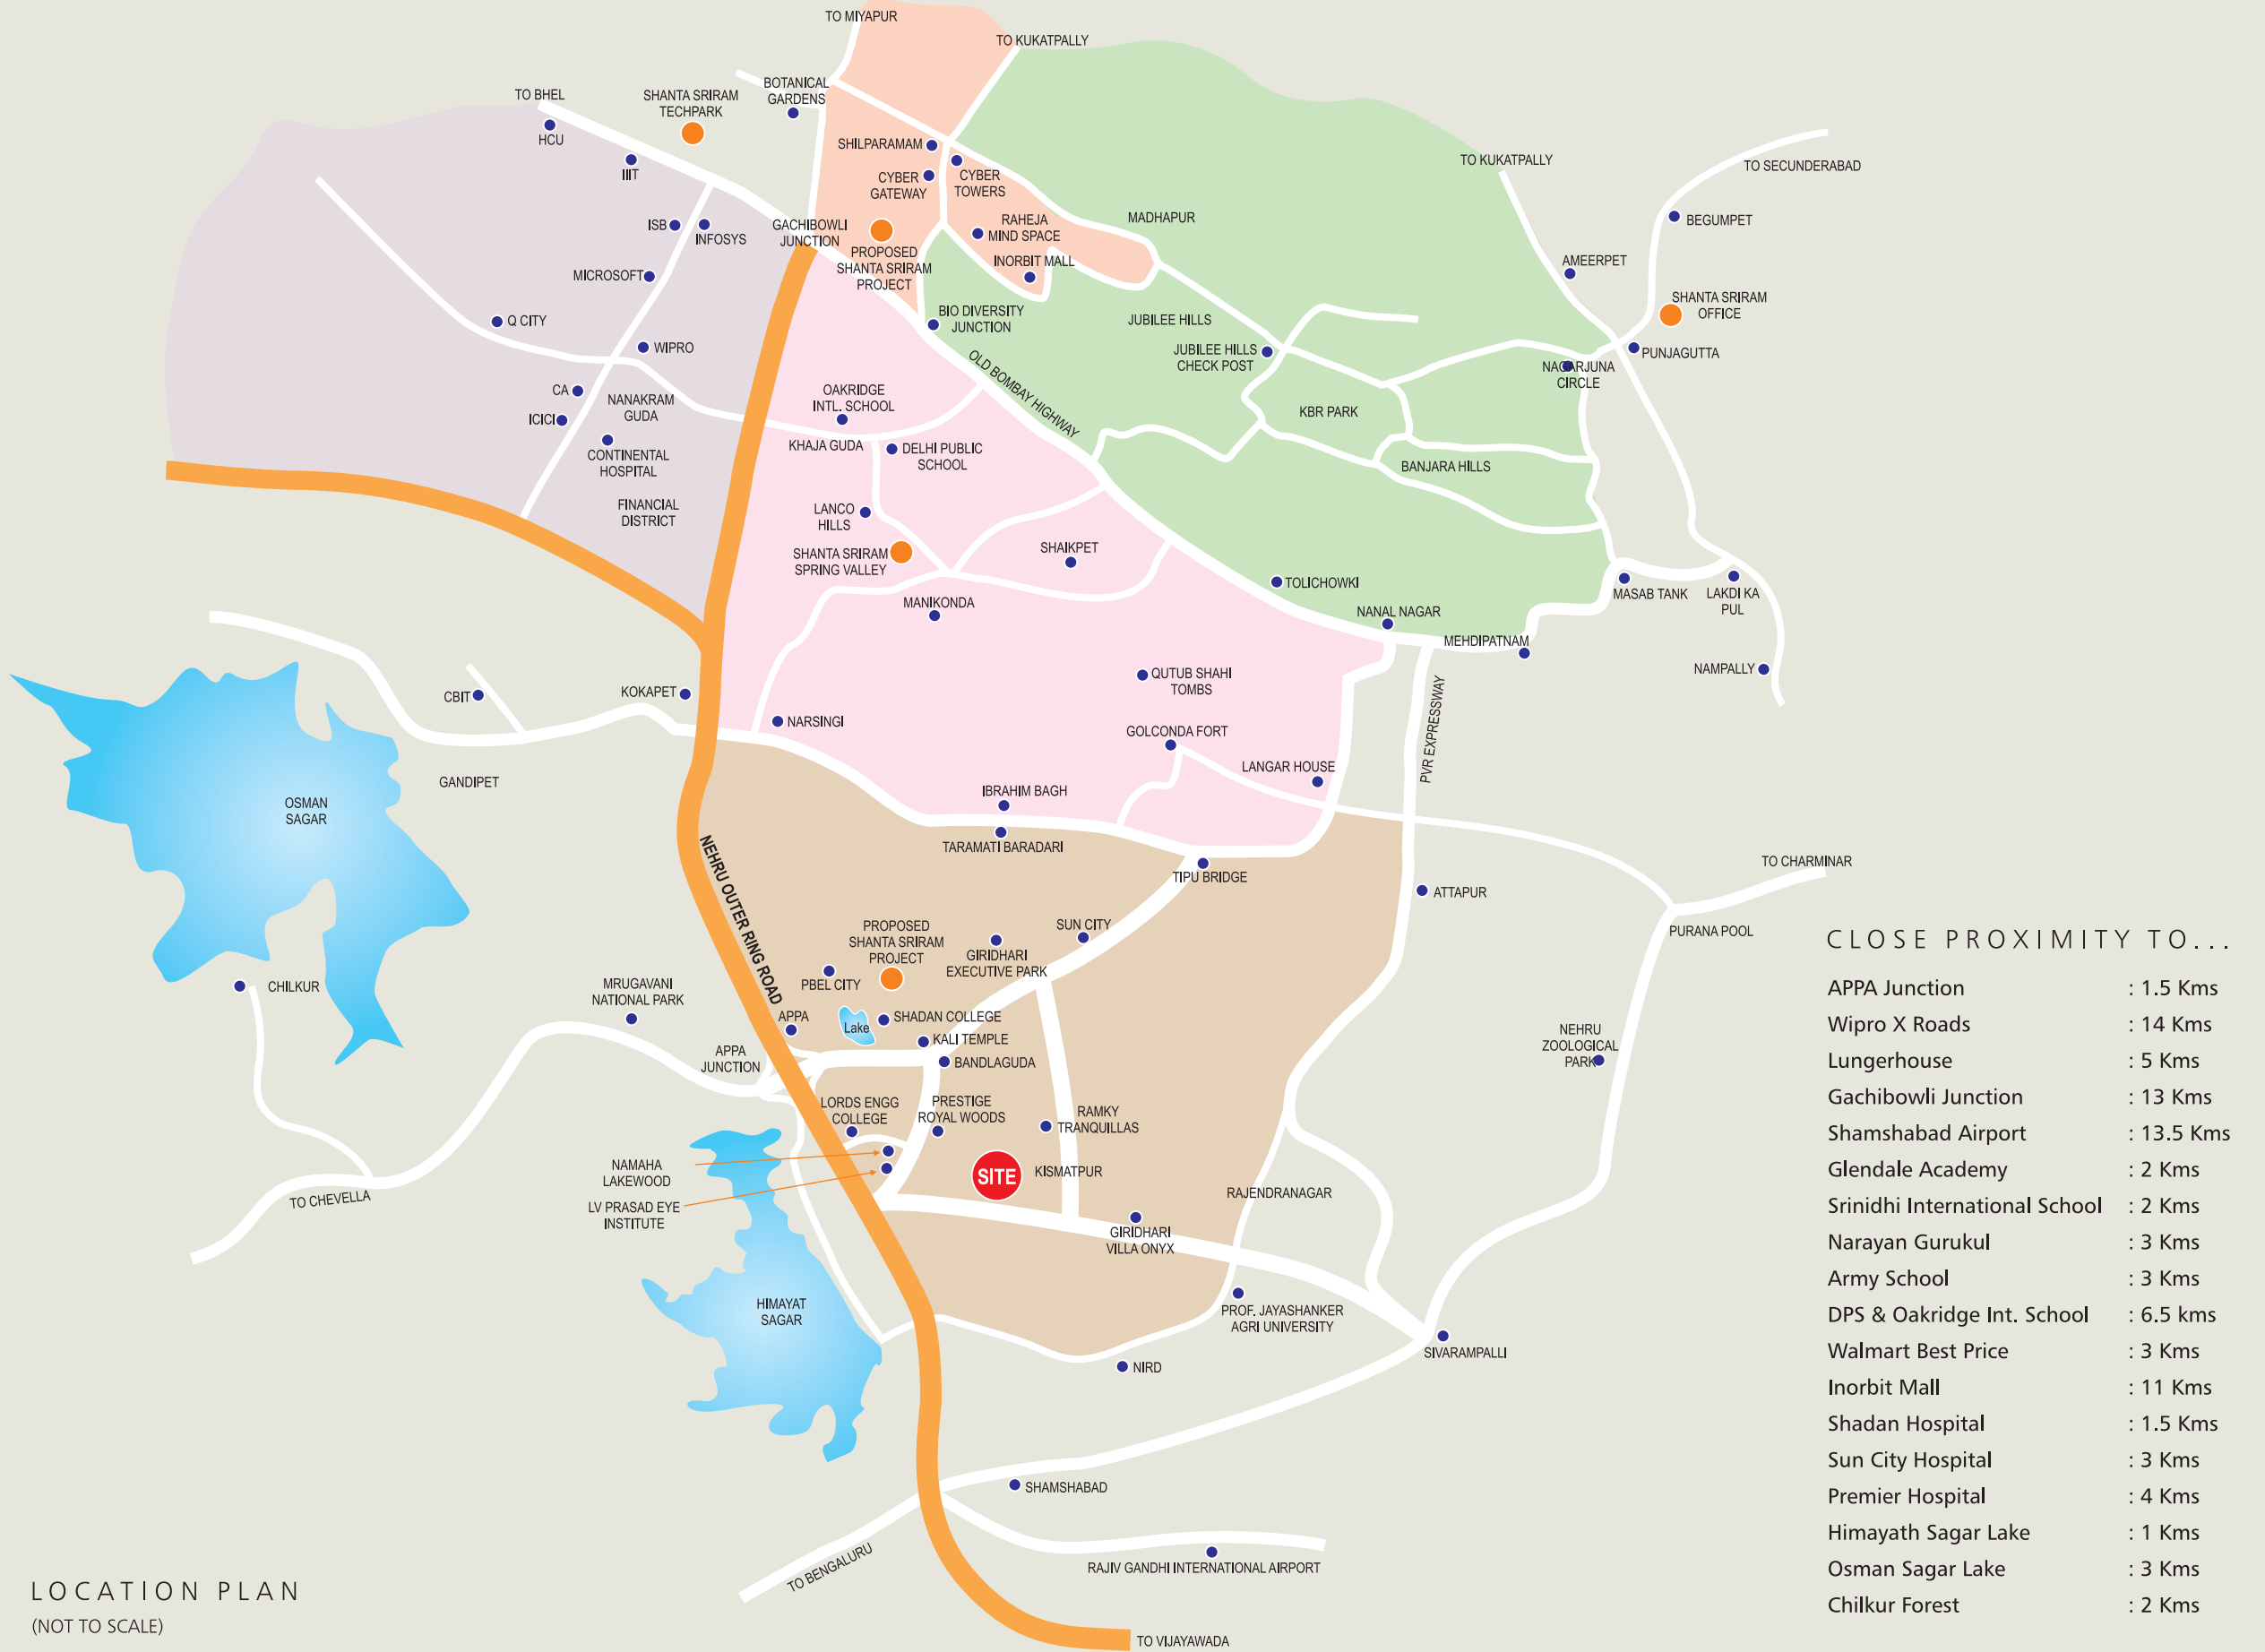 TO MIYAPUR
TO KUKATPALLY
TO BHEL
SHANTA SRIRAM
TECHPARK
BOTANICAL
GARDENS
HCU
IIIT
SHILPARAMAM
CYBER
GATEWAY
CYBER
TOWERS
TO KUKATPALLY
TO SECUNDERABAD
ISB
INFOSYS
GACHIBOWLI
JUNCTION
PROPOSED
SHANTA SRIRAM
PROJECT
RAHEJA
MIND SPACE
MADHAPUR
BEGUMPET
MICROSOFT
INORBIT MALL
AMEERPET
SHANTA SRIRAM
OFFICE
Q CITY
BIO DIVERSITY
JUNCTION
JUBILEE HILLS
WIPRO
JUBILEE HILLS
CHECK POST
PUNJAGUTTA
NAGARJUNA
CIRCLE
OLD BOMBAY HIGHWAY
CA
NANAKRAM
GUDA
OAKRIDGE
INTL. SCHOOL
KBR PARK
ICICI
KHAJA GUDA
DELHI PUBLIC
SCHOOL
CONTINENTAL
HOSPITAL
BANJARA HILLS
FINANCIAL
DISTRICT
LANCO
HILLS
SHANTA SRIRAM
SPRING VALLEY
SHAIKPET
TOLICHOWKI
MASAB TANK
LAKDI KA
PUL
MANIKONDA
NANAL NAGAR
MEHDIPATNAM
NAMPALLY
CBIT
KOKAPET
QUTUB SHAHI
TOMBS
NARSINGI
GOLCONDA FORT
PVR EXPRESSWAY
LANGAR HOUSE
GANDIPET
IBRAHIM BAGH
OSMAN
SAGAR
TARAMATI BARADARI
NEHRU OUTER RING ROAD
TIPU BRIDGE
TO CHARMINAR
ATTAPUR
PURANA POOL
PROPOSED
SHANTA SRIRAM
PROJECT
SUN CITY
GIRIDHARI
EXECUTIVE PARK
PBEL CITY
CHILKUR
MRUGAVANI
NATIONAL PARK
APPA
Lake
SHADAN COLLEGE
KALI TEMPLE
BANDLAGUDA
APPA
JUNCTION
NEHRU
ZOOLOGICAL
PARK
LORDS ENGG
COLLEGE
PRESTIGE
ROYAL WOODS
RAMKY
TRANQUILLAS
NAMAHA
LAKEWOOD
SITE
KISMATPUR
LV PRASAD EYE
INSTITUTE
RAJENDRANAGAR
TO CHEVELLA
GIRIDHARI
VILLA ONYX
HIMAYAT
SAGAR
PROF. JAYASHANKER
AGRI UNIVERSITY
SIVARAMPALLI
NIRD
SHAMSHABAD
TO BENGALURU
RAJIV GANDHI INTERNATIONAL AIRPORT
TO VIJAYAWADA
LOCATION PLAN
(NOT TO SCALE)
CLOSE PROXIMITY TO...
APPA Junction : 1.5 Kms
Wipro X Roads : 14 Kms
Lungerhouse : 5 Kms
Gachibowli Junction : 13 Kms
Shamshabad Airport : 13.5 Kms
Glendale Academy : 2 Kms
Srinidhi International School : 2 Kms
Narayan Gurukul : 3 Kms
Army School : 3 Kms
DPS & Oakridge Int. School : 6.5 kms
Walmart Best Price : 3 Kms
Inorbit Mall : 11 Kms
Shadan Hospital : 1.5 Kms
Sun City Hospital : 3 Kms
Premier Hospital : 4 Kms
Himayath Sagar Lake : 1 Kms
Osman Sagar Lake : 3 Kms
Chilkur Forest : 2 Kms